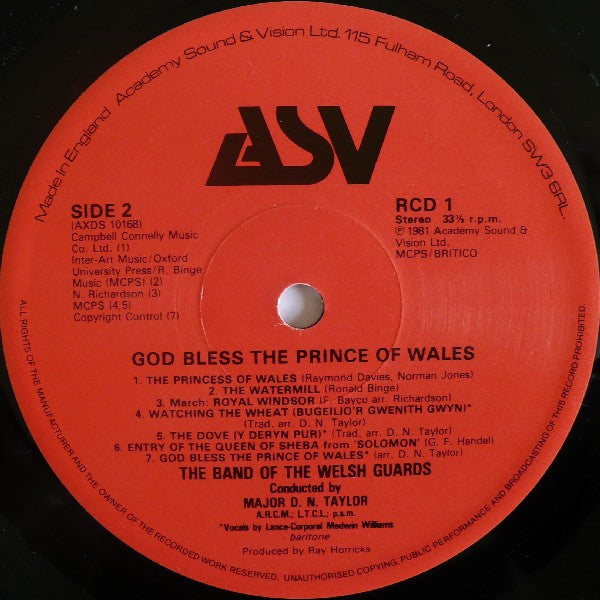 Made In England Academy Sound & Vision Ltd. 115 Fulham Road, London SW3 6RL.
ASV
SIDE 2
(AXDS 10168)
Campbell Connelly Music
Co. Ltd. (1)
Inter-Art Music/Oxford
University Press/R. Binge
Music (MCPS) (2)
N. Richardson (3)
MCPS (4,5)
Copyright Control (7)
RCD 1
Stereo 33⅓ r.p.m.
℗ 1981 Academy Sound &
Vision Ltd.
MCPS/BRITICO
GOD BLESS THE PRINCE OF WALES
1. THE PRINCESS OF WALES (Raymond Davies, Norman Jones)
2. THE WATERMILL (Ronald Binge)
3. March: ROYAL WINDSOR (F. Bayco arr. Richardson)
4. WATCHING THE WHEAT (BUGEILIO'R GWENITH GWYN)*
(Trad. arr. D. N. Taylor)
5. THE DOVE (Y DERYN PUR)* (Trad. arr. D. N. Taylor)
6. ENTRY OF THE QUEEN OF SHEBA from 'SOLOMON' (G. F. Handel)
7. GOD BLESS THE PRINCE OF WALES* (arr. D. N. Taylor)
THE BAND OF THE WELSH GUARDS
Conducted by
MAJOR D. N. TAYLOR
A.R.C.M.; L.T.C.L.; p.s.m.
*Vocals by Lance-Corporal Medwin Williams
- baritone
Produced by Ray Horricks
ALL RIGHTS OF THE MANUFACTURER AND THE OWNER OF THE RECORDED WORK RESERVED. UNAUTHORISED COPYING, PUBLIC PERFORMANCE AND BROADCASTING OF THIS RECORD PROHIBITED.